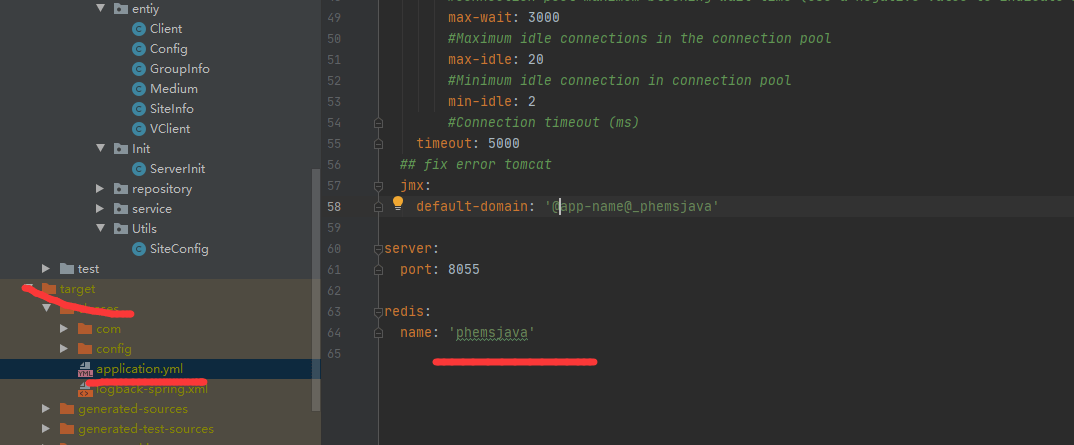 entiy
Client
Config
GroupInfo
Medium
SiteInfo
VClient
Init
ServerInit
repository
service
Utils
SiteConfig
test
target
com
config
application.yml
logback-spring.xml
generated-sources
generated-test-sources
49 max-wait: 3000
50 #Maximum idle connections in the connection pool
51 max-idle: 20
52 #Minimum idle connection in connection pool
53 min-idle: 2
54 #Connection timeout (ms)
55 timeout: 5000
56 ## fix error tomcat
57 jmx:
58 default-domain: '@app-name@_phemsjava'
59
60 server:
61 port: 8055
62
63 redis:
64 name: 'phemsjava'
65